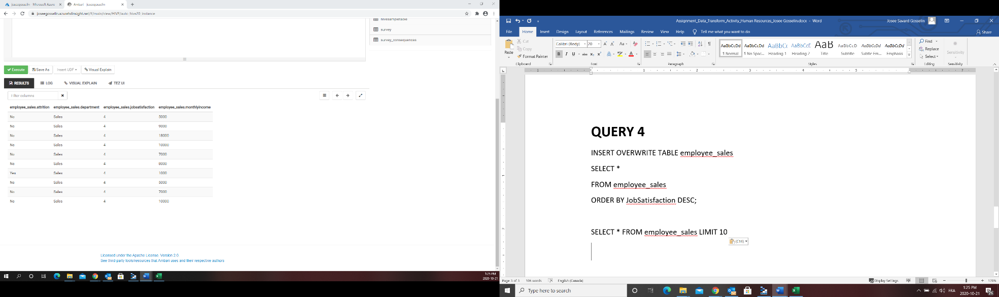 joseegosselin - Microsoft Azure
Ambari - joseegosselin
joseegosselin.azurehdinsight.net/#/main/view/HIVE/auto_hive20_instance
hivesampletable
survey
survey_consequences
Execute
Save As
Insert UDF
Visual Explain
RESULTS
LOG
VISUAL EXPLAIN
TEZ UI
Filter columns
employee_sales.attrition employee_sales.department employee_sales.jobsatisfaction employee_sales.monthlyincome
No Sales 4 5000
No Sales 4 9000
No Sales 4 18000
No Sales 4 10000
No Sales 4 7000
No Sales 4 8000
Yes Sales 4 1000
No Sales 4 5000
No Sales 4 7000
No Sales 4 10000
Licensed under the Apache License, Version 2.0.
See third-party tools/resources that Ambari uses and their respective authors
1:25 PM
2020-10-21
Assignment_Data_Transform_Activity_Human Resources_Josee Gosselin.docx - Word
Josee Savard Gosselin
File Home Insert Design Layout References Mailings Review View Help Tell me what you want to do
Share
Paste
Cut
Copy
Format Painter
Clipboard
Calibri (Body) 20
Font
Paragraph
AaBbCcDd AaBbCcDd AaBbCc AaBbCcE AaB AaBbCcD AaBbCcDd AaBbCcDd
¶ Normal ¶ No Spac... Heading 1 Heading 2 Title Subtitle Subtle Em... Emphasis
Styles
Find
Replace
Select
Editing
Sensitivity
Sensitivity
QUERY 4
INSERT OVERWRITE TABLE employee_sales
SELECT *
FROM employee_sales
ORDER BY JobSatisfaction DESC;
SELECT * FROM employee_sales LIMIT 10
(Ctrl)
Page 3 of 3 106 words English (Canada)
Display Settings
170%
Type here to search
FRA
1:25 PM
2020-10-21
26